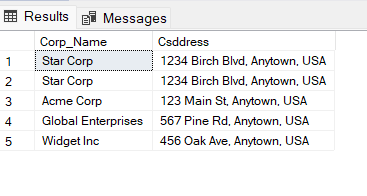 Results Messages
Corp_Name Csddress
1 Star Corp 1234 Birch Blvd, Anytown, USA
2 Star Corp 1234 Birch Blvd, Anytown, USA
3 Acme Corp 123 Main St, Anytown, USA
4 Global Enterprises 567 Pine Rd, Anytown, USA
5 Widget Inc 456 Oak Ave, Anytown, USA